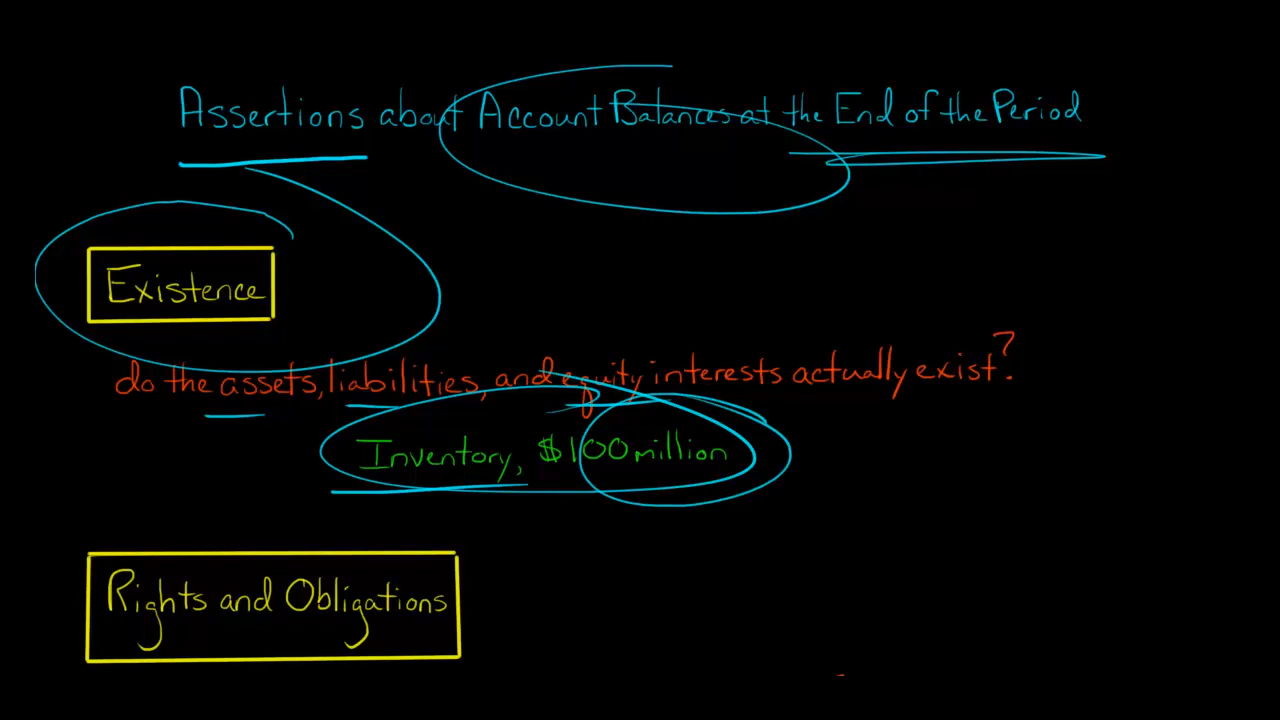 Assertions about Account Balances at the End of the Period
Existence
do the assets, liabilities, and equity interests actually exist?
Inventory, $100 million
Rights and Obligations